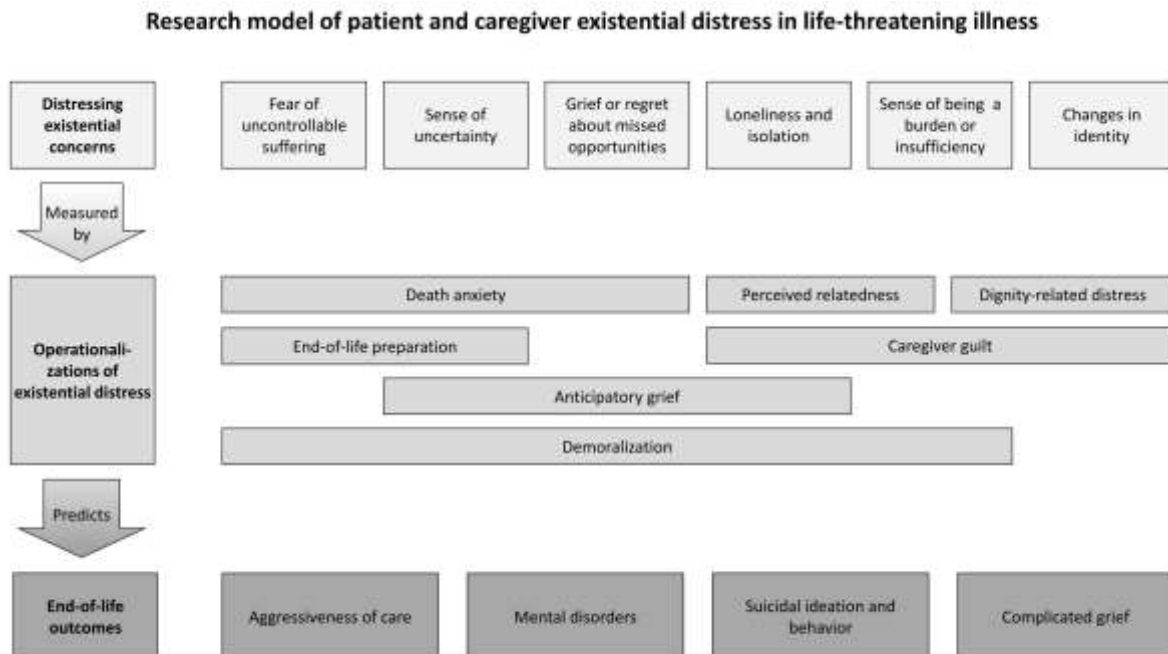 Research model of patient and caregiver existential distress in life-threatening illness
Distressing
existential
concerns
Fear of
uncontrollable
suffering
Sense of
uncertainty
Grief or regret
about missed
opportunities
Loneliness and
isolation
Sense of being a
burden or
insufficiency
Changes in
identity
Measured
by
Operationali-
zations of
existential distress
Death anxiety
Perceived relatedness
Dignity-related distress
End-of-life preparation
Caregiver guilt
Anticipatory grief
Demoralization
Predicts
End-of-life
outcomes
Aggressiveness of care
Mental disorders
Suicidal ideation and
behavior
Complicated grief